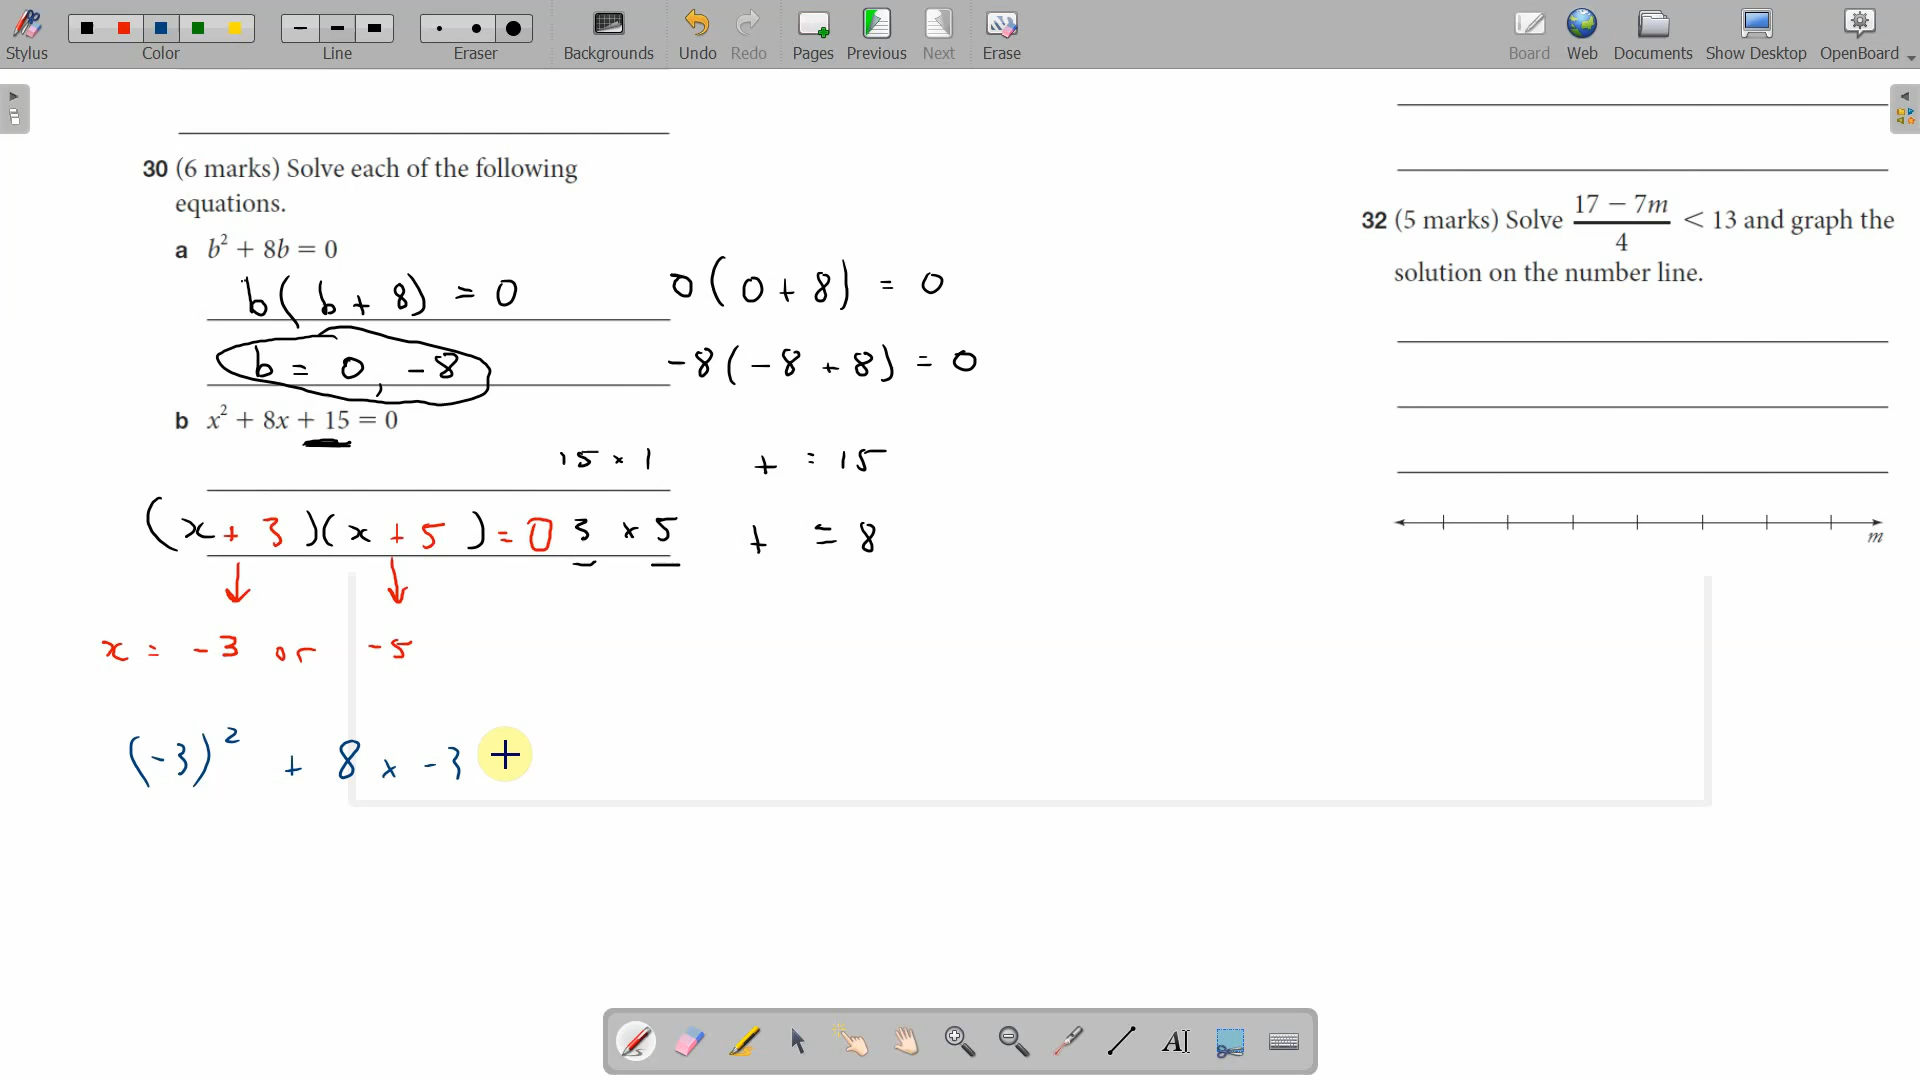 Stylus Color Line Eraser Backgrounds Undo Redo Pages Previous Next Erase Board Web Documents Show Desktop OpenBoard
30 (6 marks) Solve each of the following
equations.
a b² + 8b = 0
b(b + 8) = 0 0(0 + 8) = 0
b = 0, -8 -8(-8 + 8) = 0
b x² + 8x + 15 = 0
15 × 1 + = 15
(x + 3)(x + 5) = 0 3 × 5 + = 8
x = -3 or -5
(-3)² + 8 × -3 +
32 (5 marks) Solve (17 − 7m)/4 < 13 and graph the
solution on the number line.
m
AI